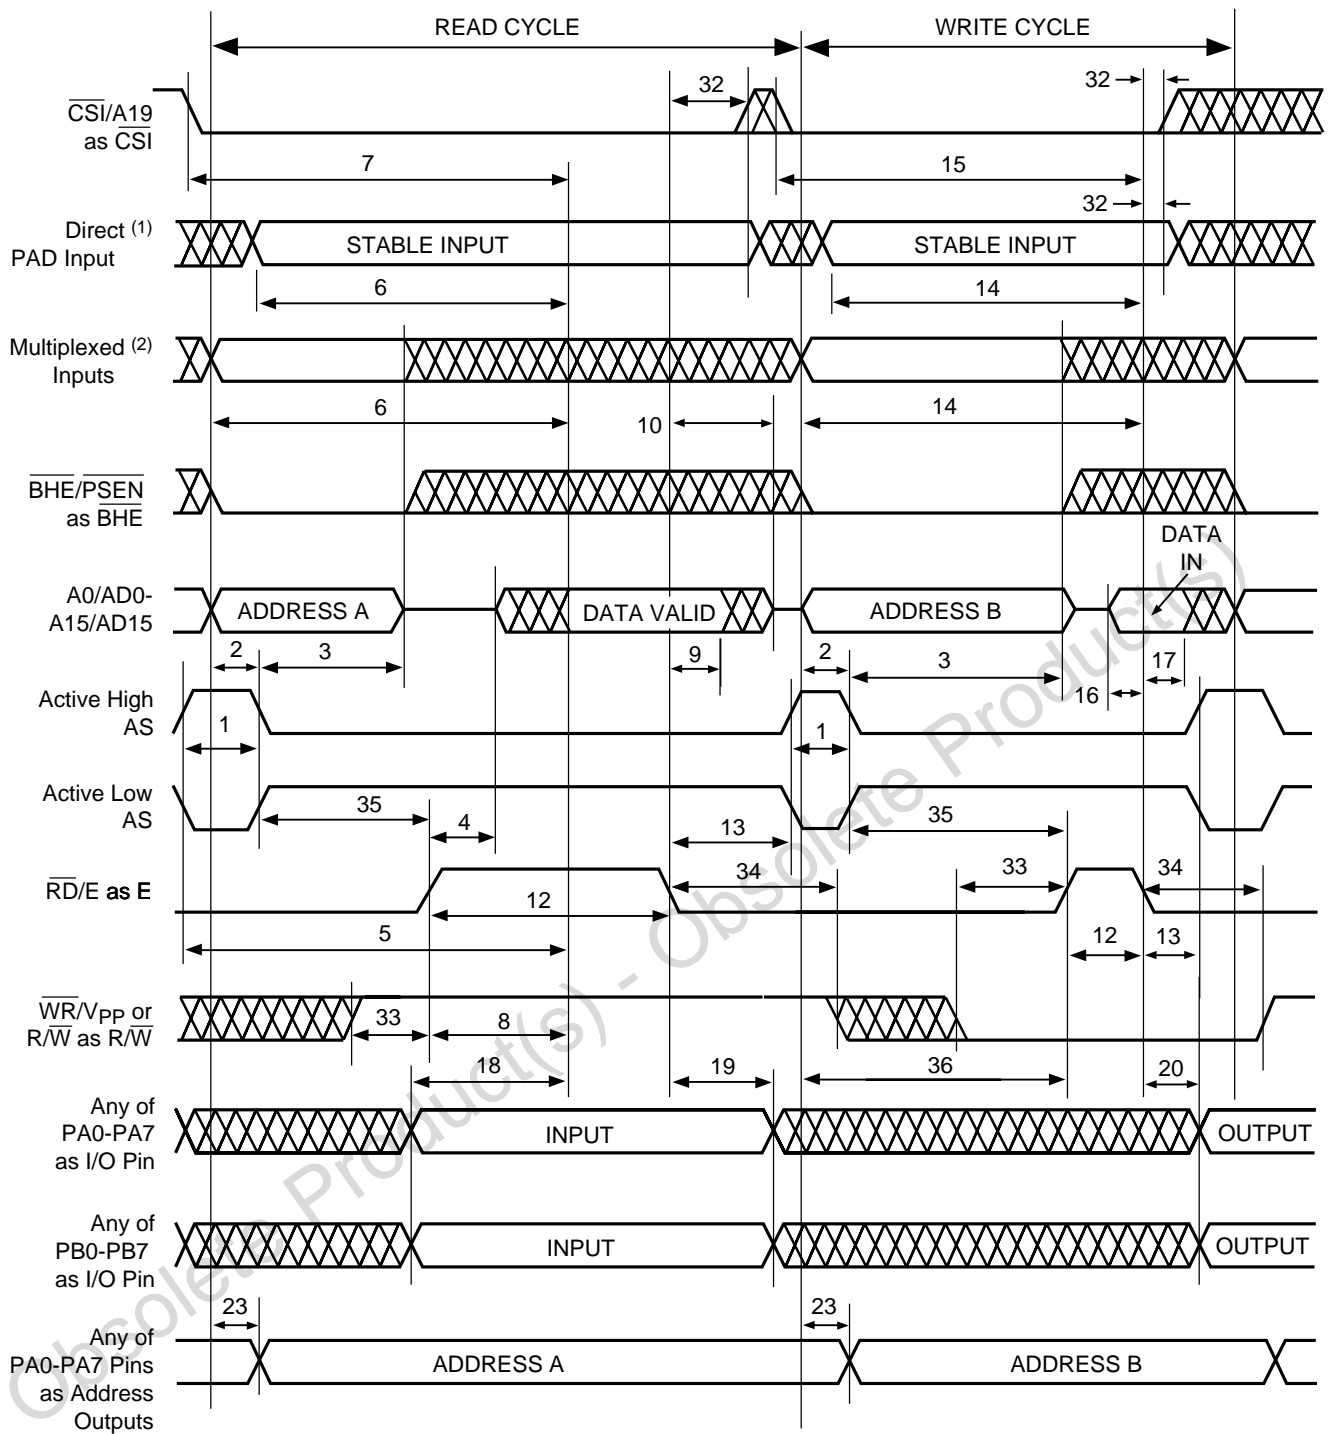 READ CYCLE
WRITE CYCLE
32
32
CSI/A19
as CSI
7
15
32
Direct (1)
PAD Input
STABLE INPUT
STABLE INPUT
6
14
Multiplexed (2)
Inputs
6
10
14
BHE/PSEN
as BHE
DATA
IN
A0/AD0-
A15/AD15
ADDRESS A
DATA VALID
ADDRESS B
2
3
9
2
3
17
16
Active High
AS
1
1
Active Low
AS
35
4
13
35
34
33
34
RD/E as E
12
5
12
13
WR/VPP or
R/W as R/W
33
8
18
19
36
20
Any of
PA0-PA7
as I/O Pin
INPUT
OUTPUT
Any of
PB0-PB7
as I/O Pin
INPUT
OUTPUT
23
23
Any of
PA0-PA7 Pins
as Address
Outputs
ADDRESS A
ADDRESS B
Obsolete Product(s) - Obsolete Product(s)